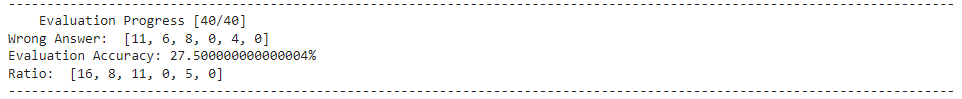 Evaluation Progress [40/40]
Wrong Answer:  [11, 6, 8, 0, 4, 0]
Evaluation Accuracy: 27.500000000000004%
Ratio:  [16, 8, 11, 0, 5, 0]